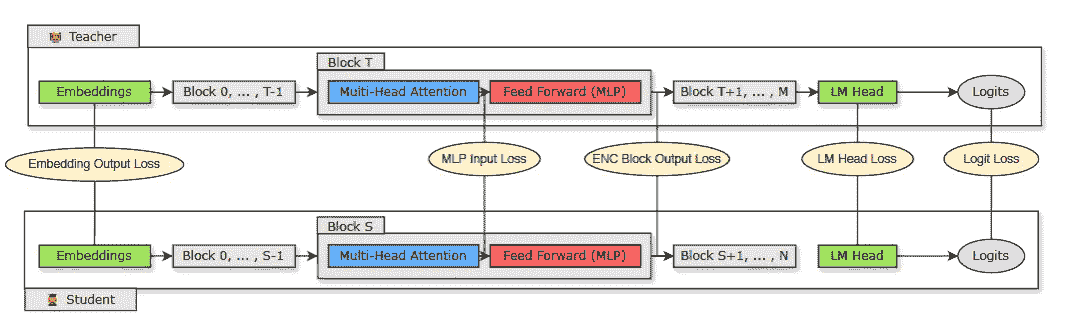 Teacher
Block T
Embeddings
Block 0, ... , T-1
Multi-Head Attention
Feed Forward (MLP)
Block T+1, ... , M
LM Head
Logits
Embedding Output Loss
MLP Input Loss
ENC Block Output Loss
LM Head Loss
Logit Loss
Block S
Embeddings
Block 0, ... , S-1
Multi-Head Attention
Feed Forward (MLP)
Block S+1, ... , N
LM Head
Logits
Student